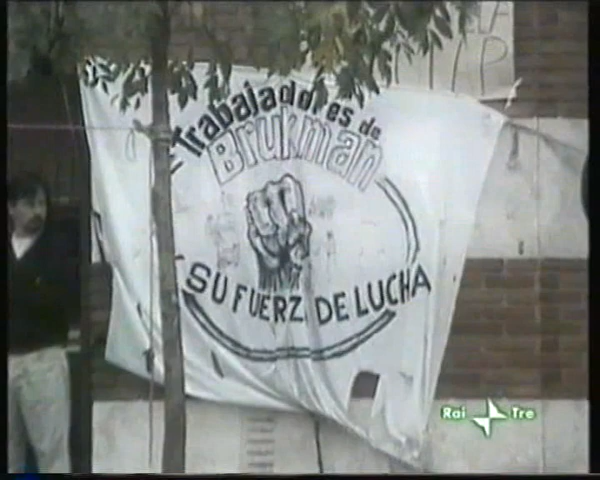 Trabajadores de
Brukman
SU FUERZ. DE LUCHA
Rai Tre